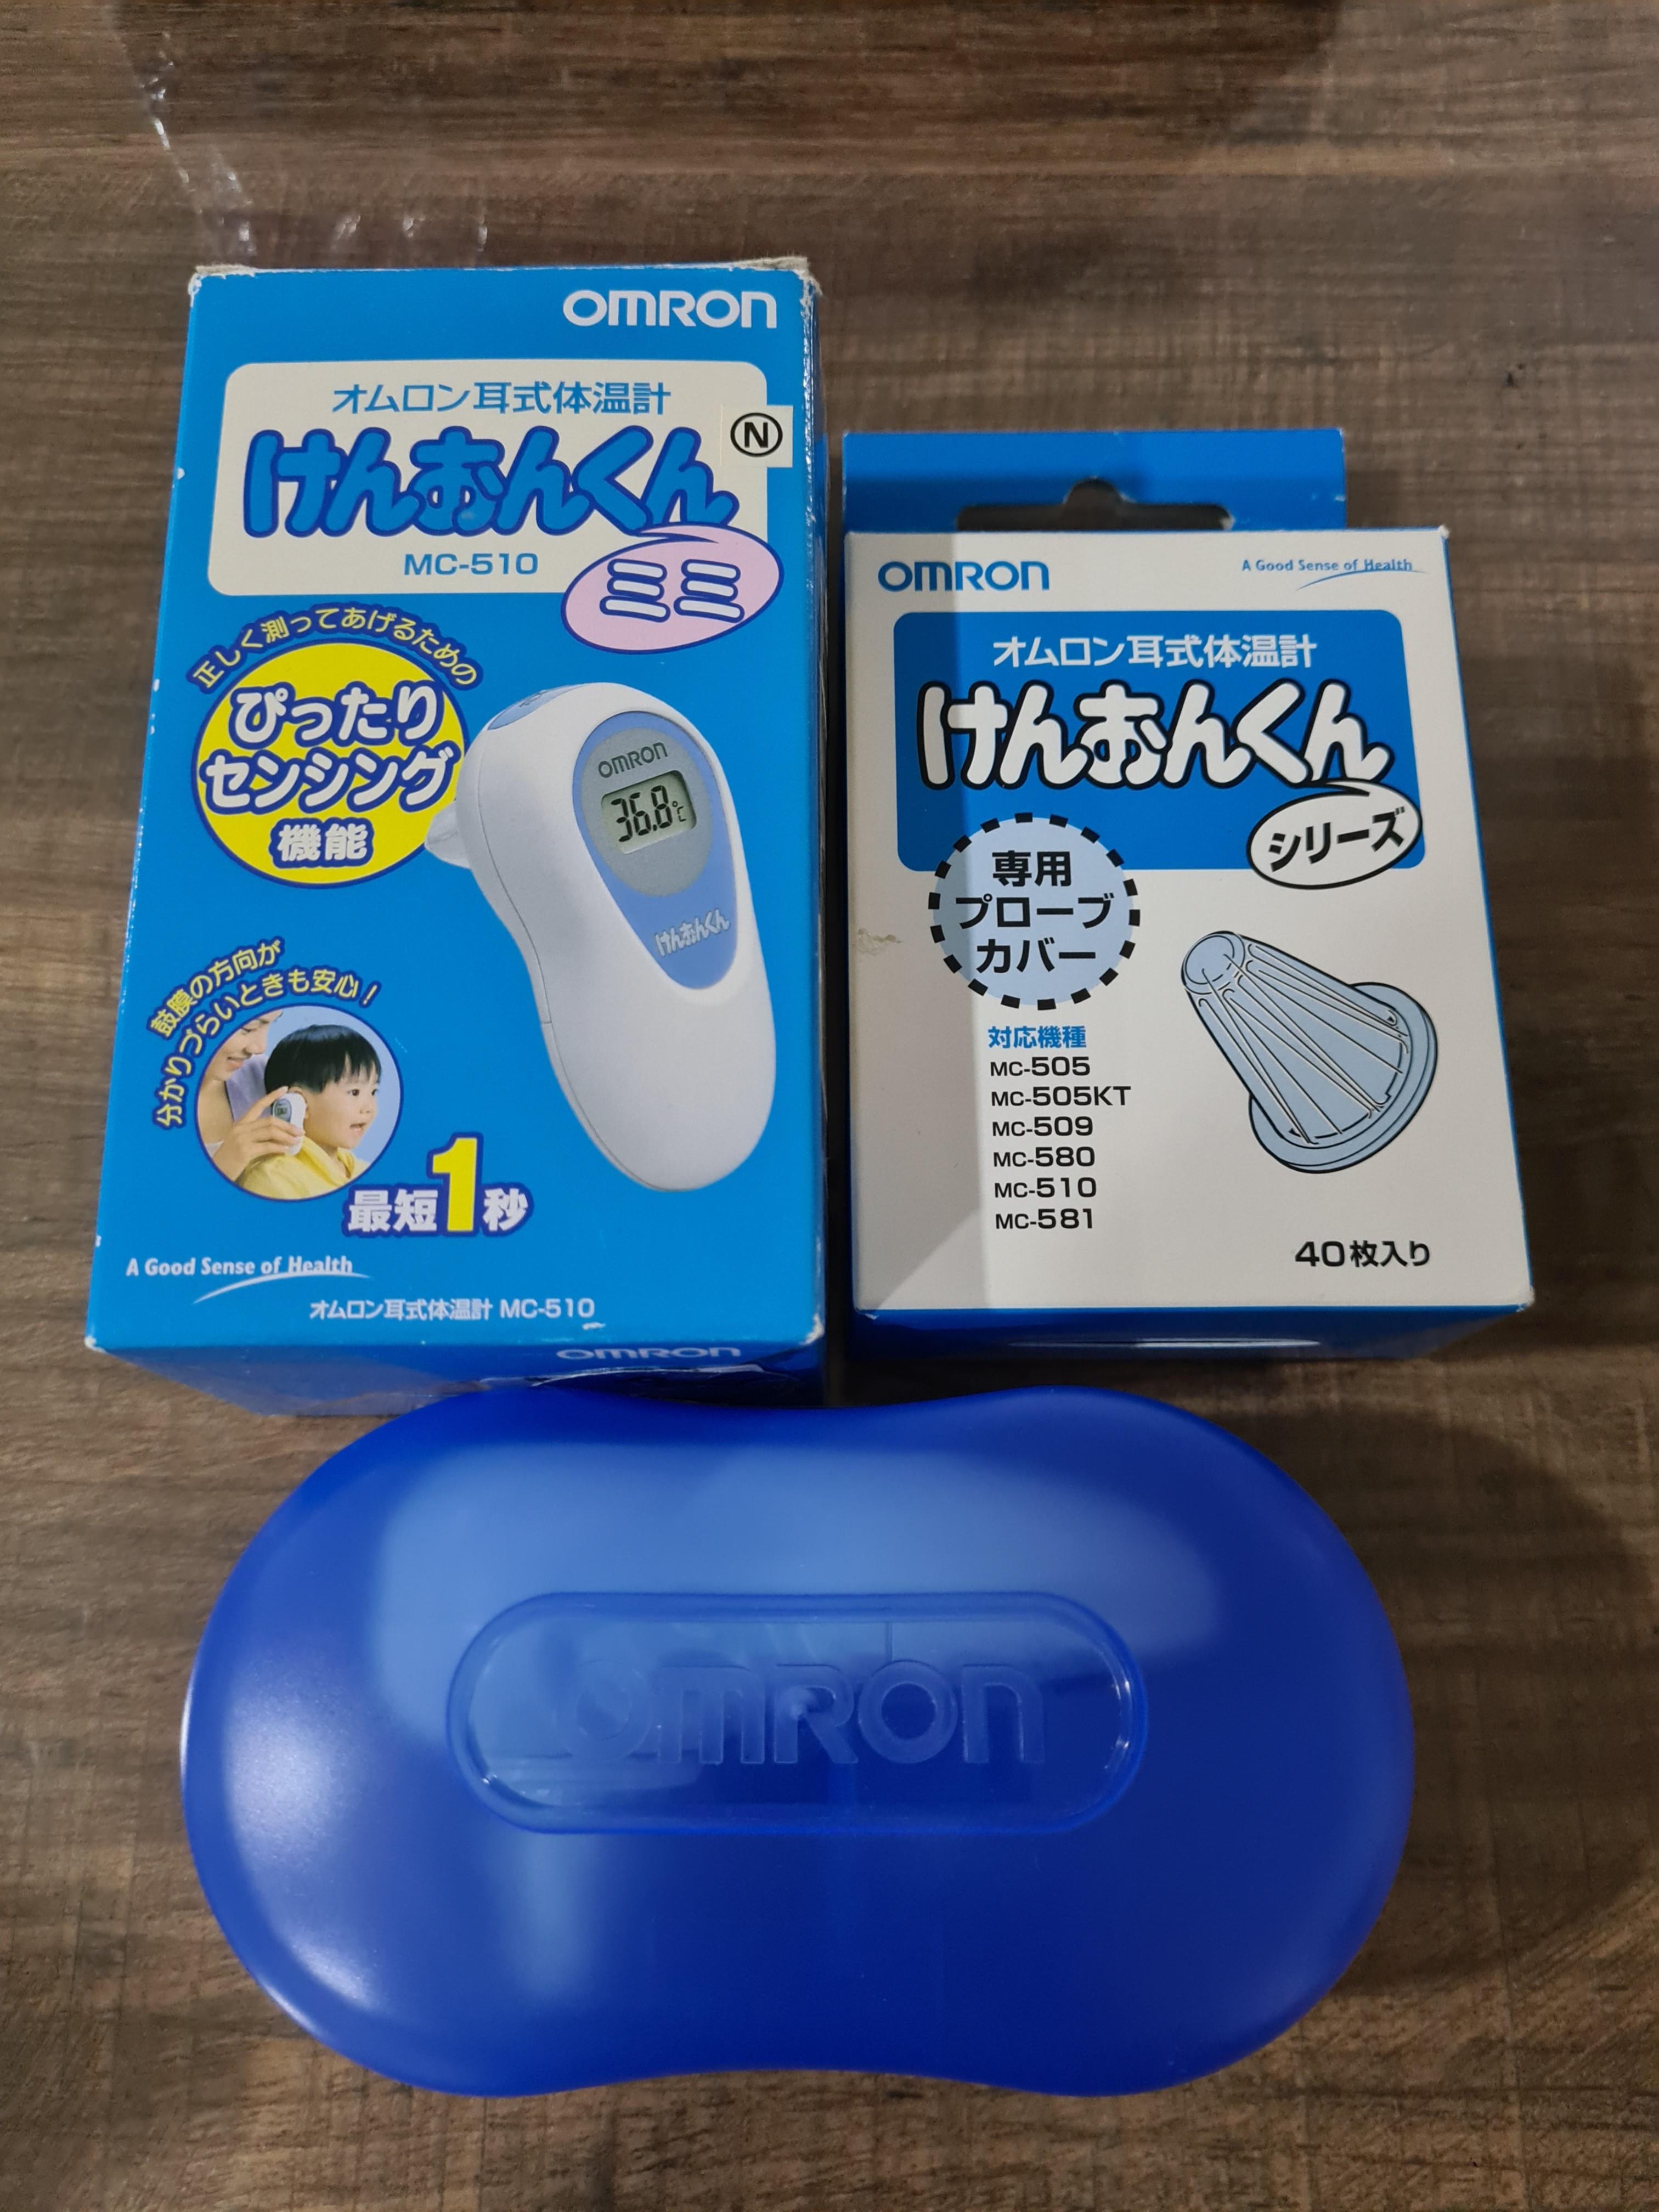 OMRON
オムロン耳式体温計
けんおんくん
N
MC-510
ミミ
正しく測ってあげるための
ぴったり
センシング
機能
OMRON
36.8℃
けんおんくん
鼓膜の方向が
分かりづらいときも安心!
最短1秒
A Good Sense of Health
オムロン耳式体温計 MC-510
OMRON
OMRON
A Good Sense of Health
オムロン耳式体温計
けんおんくん
シリーズ
専用
プローブ
カバー
対応機種
MC-505
MC-505KT
MC-509
MC-580
MC-510
MC-581
40枚入り
OMRON